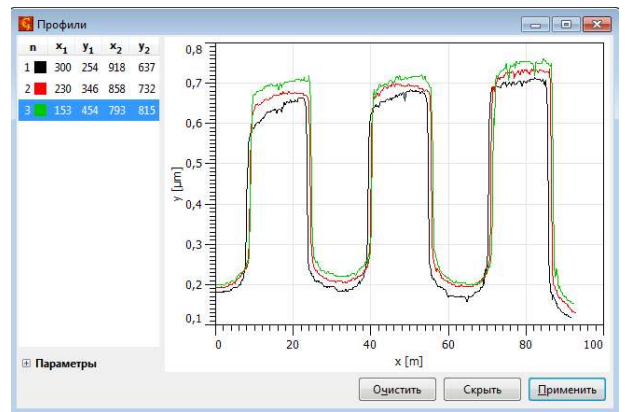 Профили
n x₁ y₁ x₂ y₂
1 300 254 918 637
2 230 346 858 732
3 153 454 793 815
Параметры
0,8
0,7
0,6
0,5
0,4
0,3
0,2
0,1
y [µm]
0 20 40 60 80 100
x [m]
Очистить Скрыть Применить